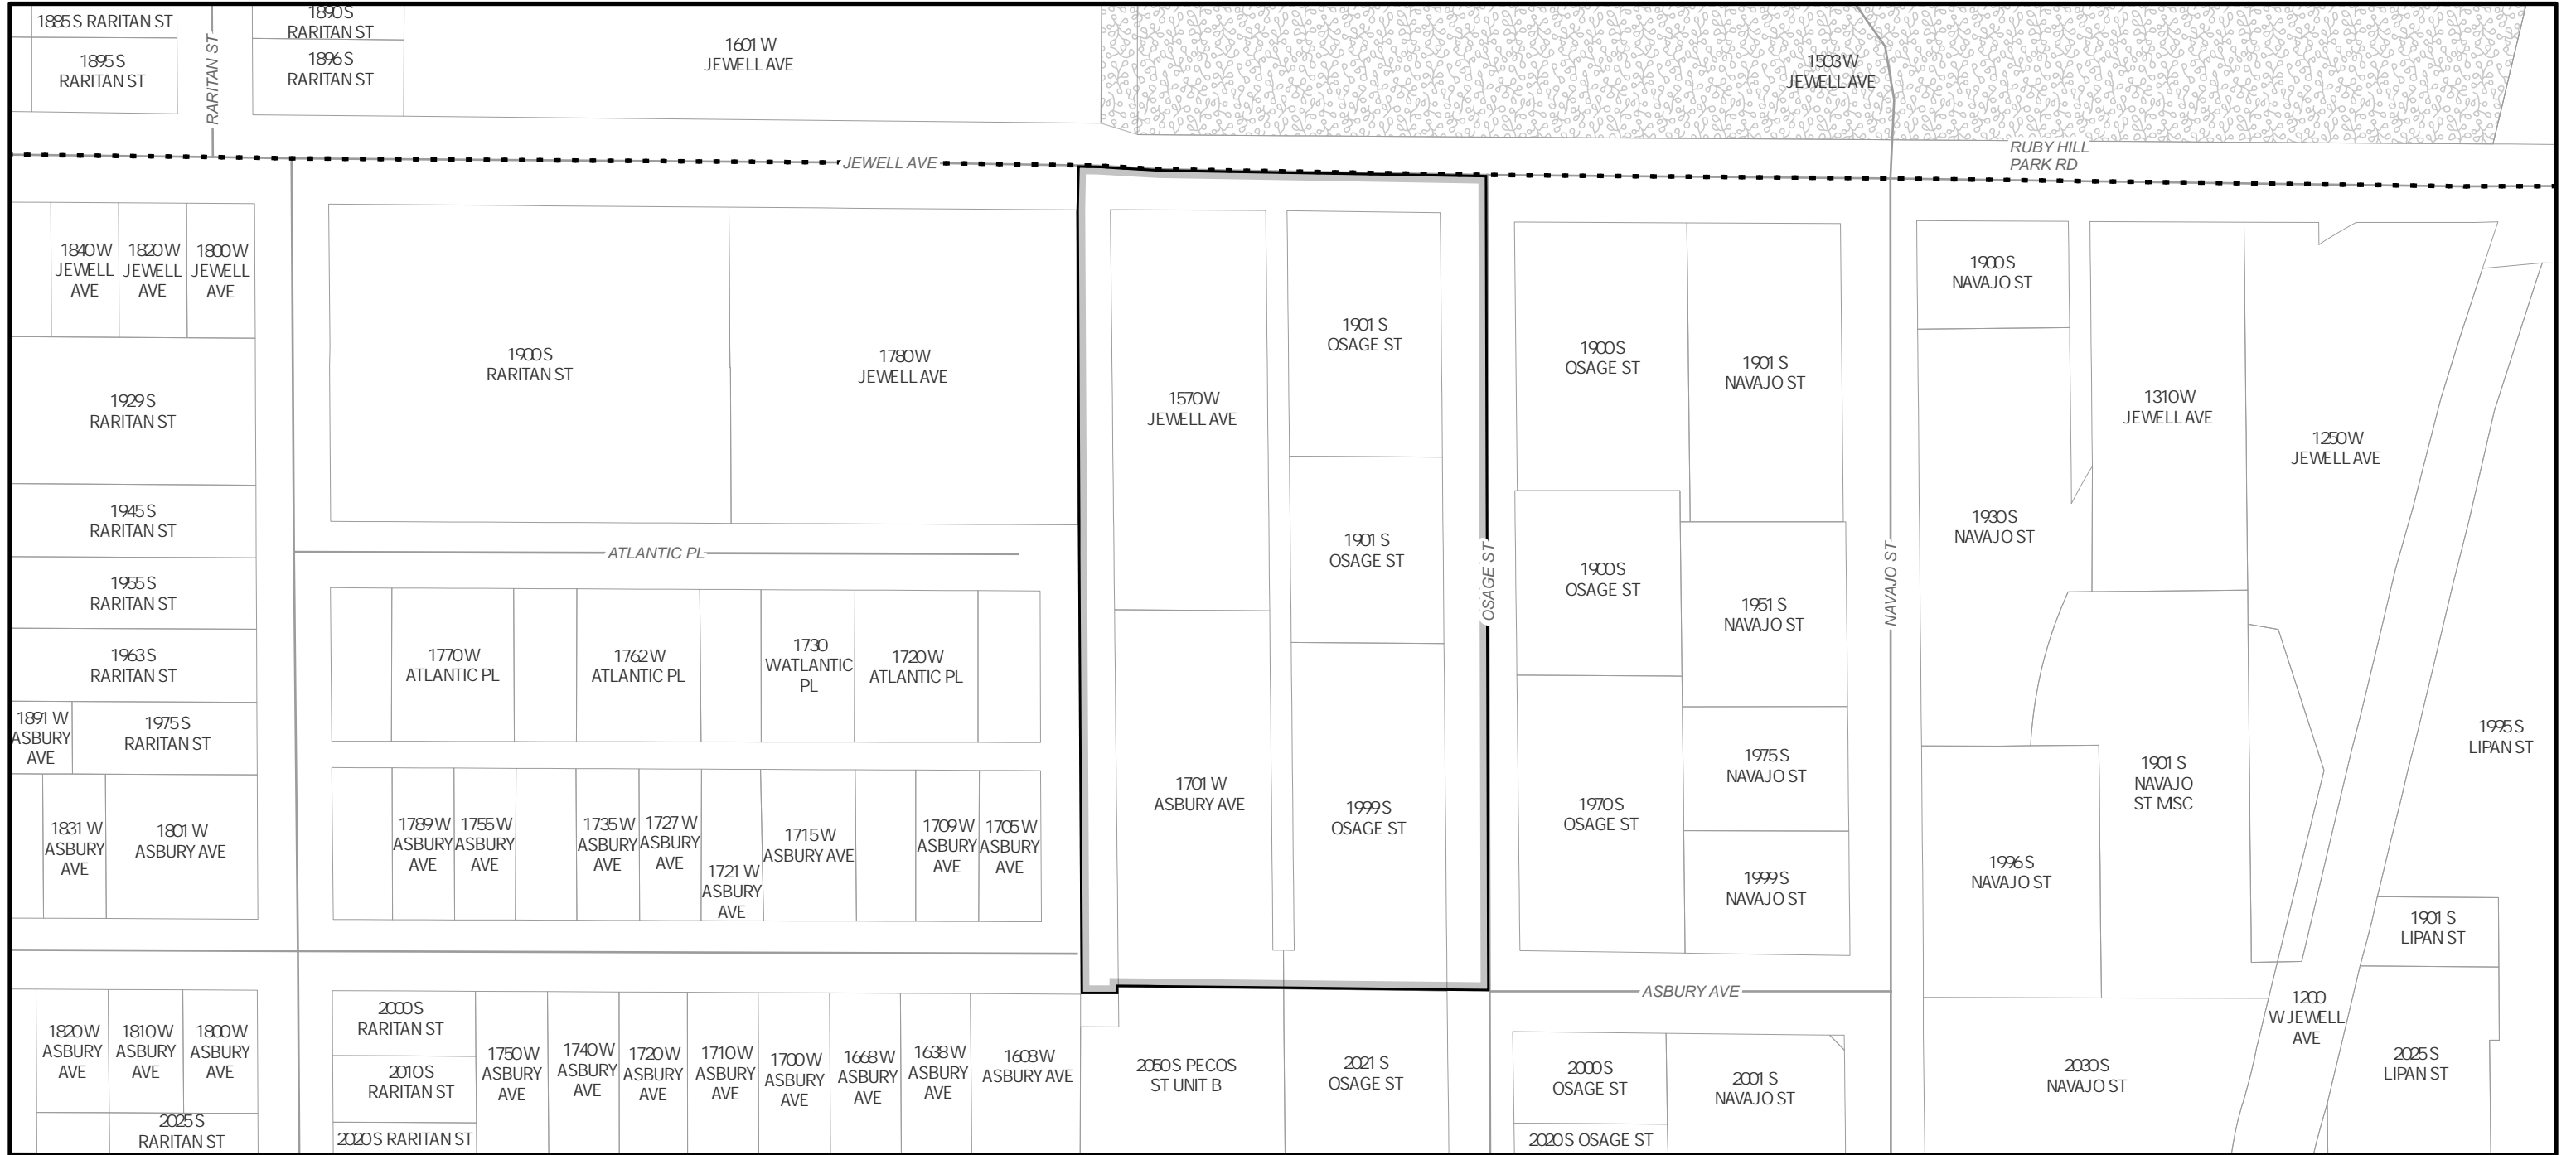 1885 S RARITAN ST
1895 S
RARITAN ST
RARITAN ST
1890 S
RARITAN ST
1896 S
RARITAN ST
1601 W
JEWELL AVE
1503 W
JEWELL AVE
JEWELL AVE
RUBY HILL
PARK RD
1840 W
JEWELL
AVE
1820 W
JEWELL
AVE
1800 W
JEWELL
AVE
1929 S
RARITAN ST
1945 S
RARITAN ST
1955 S
RARITAN ST
1963 S
RARITAN ST
1891 W
ASBURY
AVE
1975 S
RARITAN ST
1831 W
ASBURY
AVE
1801 W
ASBURY AVE
1820 W
ASBURY
AVE
1810 W
ASBURY
AVE
1800 W
ASBURY
AVE
2025 S
RARITAN ST
1900 S
RARITAN ST
1780 W
JEWELL AVE
ATLANTIC PL
1770 W
ATLANTIC PL
1762 W
ATLANTIC PL
1730
W ATLANTIC
PL
1720 W
ATLANTIC PL
1789 W
ASBURY
AVE
1755 W
ASBURY
AVE
1735 W
ASBURY
AVE
1727 W
ASBURY
AVE
1721 W
ASBURY
AVE
1715 W
ASBURY AVE
1709 W
ASBURY
AVE
1705 W
ASBURY
AVE
2000 S
RARITAN ST
2010 S
RARITAN ST
2020 S RARITAN ST
1750 W
ASBURY
AVE
1740 W
ASBURY
AVE
1720 W
ASBURY
AVE
1710 W
ASBURY
AVE
1700 W
ASBURY
AVE
1668 W
ASBURY
AVE
1638 W
ASBURY
AVE
1608 W
ASBURY AVE
1570 W
JEWELL AVE
1901 S
OSAGE ST
1901 S
OSAGE ST
1701 W
ASBURY AVE
1999 S
OSAGE ST
2050 S PECOS
ST UNIT B
2021 S
OSAGE ST
OSAGE ST
1900 S
OSAGE ST
1901 S
NAVAJO ST
1900 S
OSAGE ST
1951 S
NAVAJO ST
1970 S
OSAGE ST
1975 S
NAVAJO ST
1999 S
NAVAJO ST
ASBURY AVE
2000 S
OSAGE ST
2001 S
NAVAJO ST
2020 S OSAGE ST
NAVAJO ST
1900 S
NAVAJO ST
1930 S
NAVAJO ST
1310 W
JEWELL AVE
1250 W
JEWELL AVE
1901 S
NAVAJO
ST MISC
1996 S
NAVAJO ST
1995 S
LIPAN ST
1901 S
LIPAN ST
1200
W JEWELL
AVE
2030 S
NAVAJO ST
2025 S
LIPAN ST